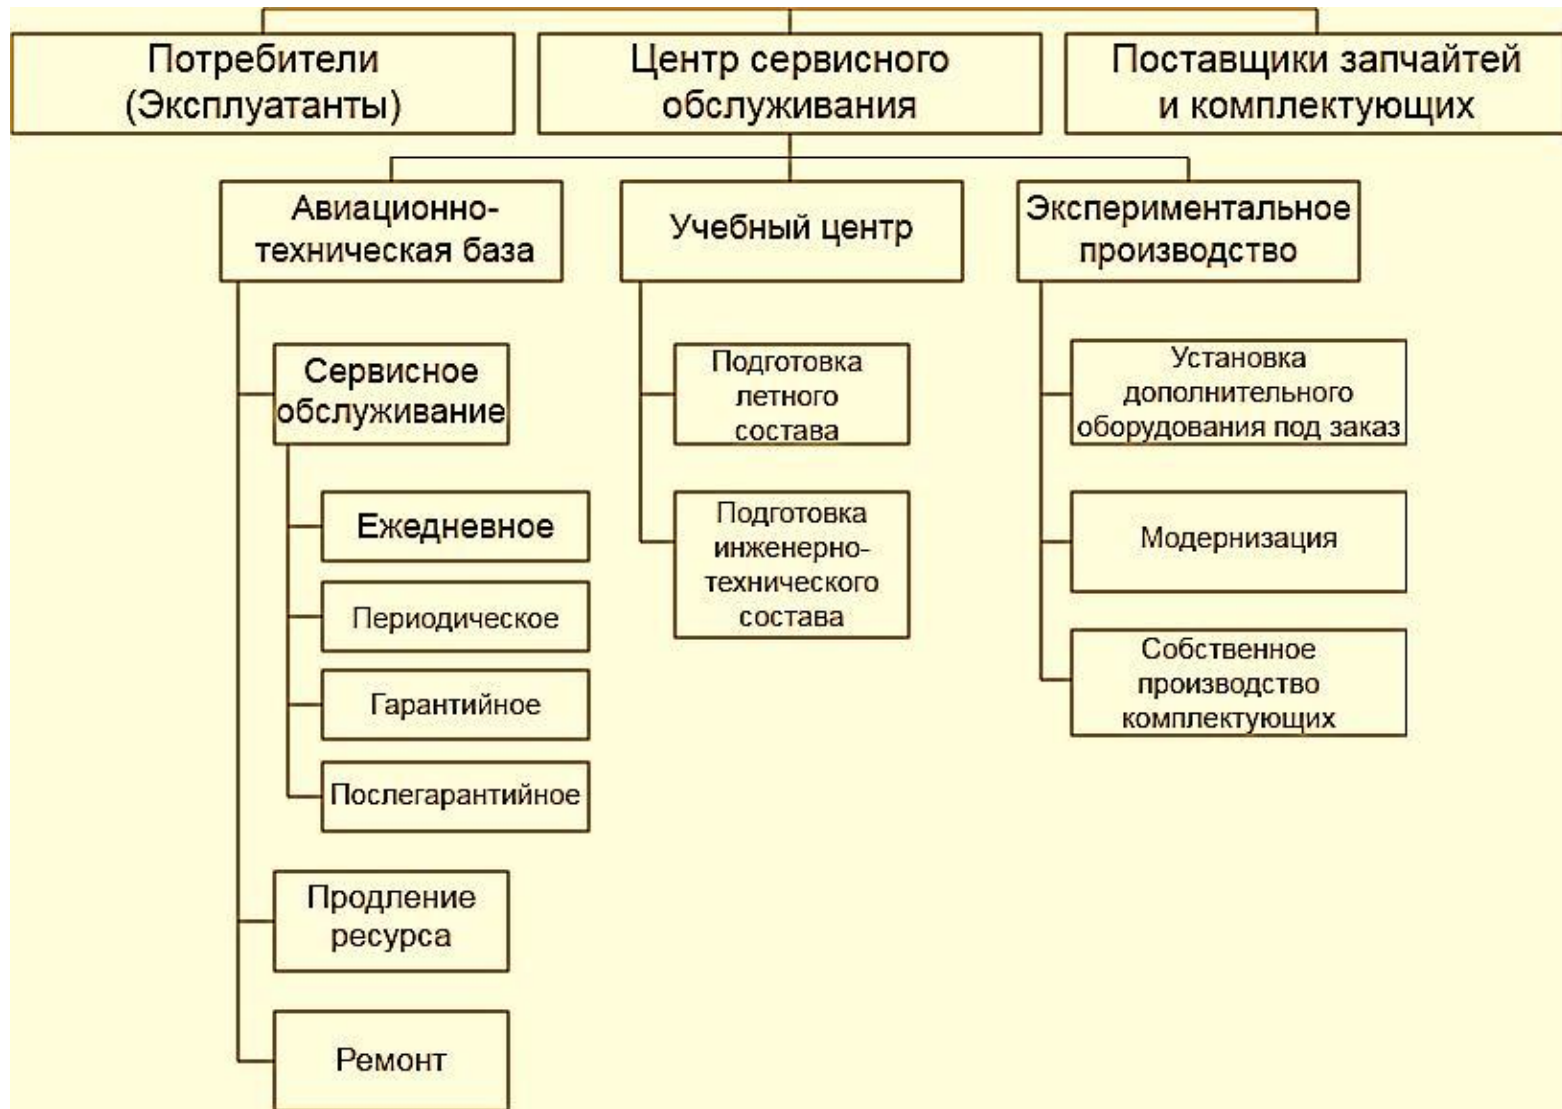 Потребители
(Эксплуатанты)
Центр сервисного
обслуживания
Поставщики запчайтей
и комплектующих
Авиационно-
техническая база
Учебный центр
Экспериментальное
производство
Сервисное
обслуживание
Ежедневное
Периодическое
Гарантийное
Послегарантийное
Продление
ресурса
Ремонт
Подготовка
летного
состава
Подготовка
инженерно-
технического
состава
Установка
дополнительного
оборудования под заказ
Модернизация
Собственное
производство
комплектующих